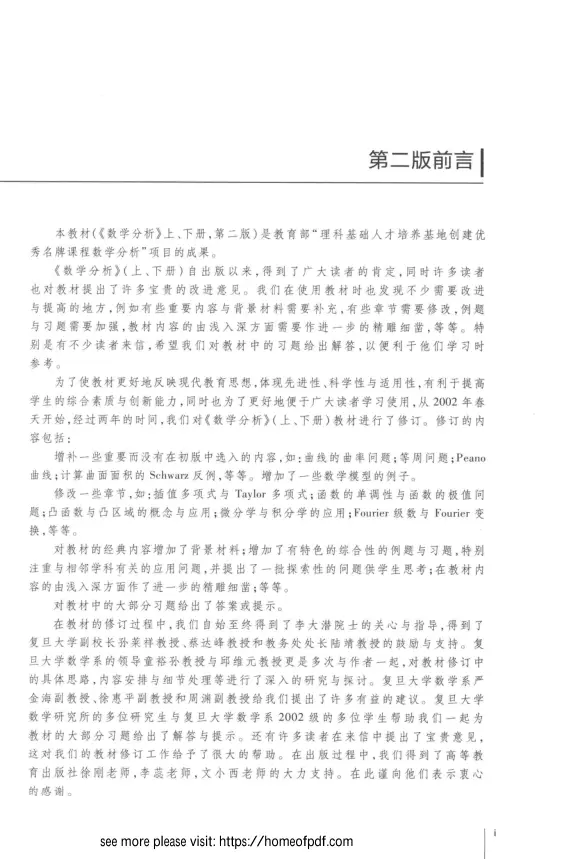 第二版前言
本教材(《数学分析》上、下册,第二版)是教育部“理科基础人才培养基地创建优
秀名牌课程数学分析”项目的成果。
《数学分析》(上、下册)自出版以来,得到了广大读者的肯定,同时许多读者
也对教材提出了许多宝贵的改进意见。我们在使用教材时也发现不少需要改进
与提高的地方,例如有些重要内容与背景材料需要补充,有些章节需要修改,例题
与习题需要加强,教材内容的由浅入深方面需要作进一步的精雕细凿,等等。特
别是有不少读者来信,希望我们对教材中的习题给出解答,以便利于他们学习时
参考。
为了使教材更好地反映现代教育思想,体现先进性、科学性与适用性,有利于提高
学生的综合素质与创新能力,同时也为了更好地便于广大读者学习使用,从 2002 年春
天开始,经过两年的时间,我们对《数学分析》(上、下册)教材进行了修订。修订的内
容包括:
增补一些重要而没有在初版中选入的内容,如:曲线的曲率问题;等周问题;Peano
曲线;计算曲面面积的 Schwarz 反例,等等。增加了一些数学模型的例子。
修改一些章节,如:插值多项式与 Taylor 多项式;函数的单调性与函数的极值问
题;凸函数与凸区域的概念与应用;微分学与积分学的应用;Fourier 级数与 Fourier 变
换,等等。
对教材的经典内容增加了背景材料;增加了有特色的综合性的例题与习题,特别
注重与相邻学科有关的应用问题,并提出了一批探索性的问题供学生思考;在教材内
容的由浅入深方面作了进一步的精雕细凿;等等。
对教材中的大部分习题给出了答案或提示。
在教材的修订过程中,我们自始至终得到了李大潜院士的关心与指导,得到了
复旦大学副校长孙莱祥教授、蔡达峰教授和教务处处长陆靖教授的鼓励与支持。复
旦大学数学系的领导童裕孙教授与邱维元教授更是多次与作者一起,对教材修订中
的具体思路,内容安排与细节处理等进行了深入的研究与探讨。复旦大学数学系严
金海副教授、徐惠平副教授和周渊副教授给我们提出了许多有益的建议。复旦大学
数学研究所的多位研究生与复旦大学数学系 2002 级的多位学生帮助我们一起为
教材的大部分习题给出了解答与提示。还有许多读者在来信中提出了宝贵意见,
这对我们的教材修订工作给予了很大的帮助。在出版过程中,我们得到了高等教
育出版社徐刚老师,李蕊老师,文小西老师的大力支持。在此谨向他们表示衷心
的感谢。
i
see more please visit: https://homeofpdf.com